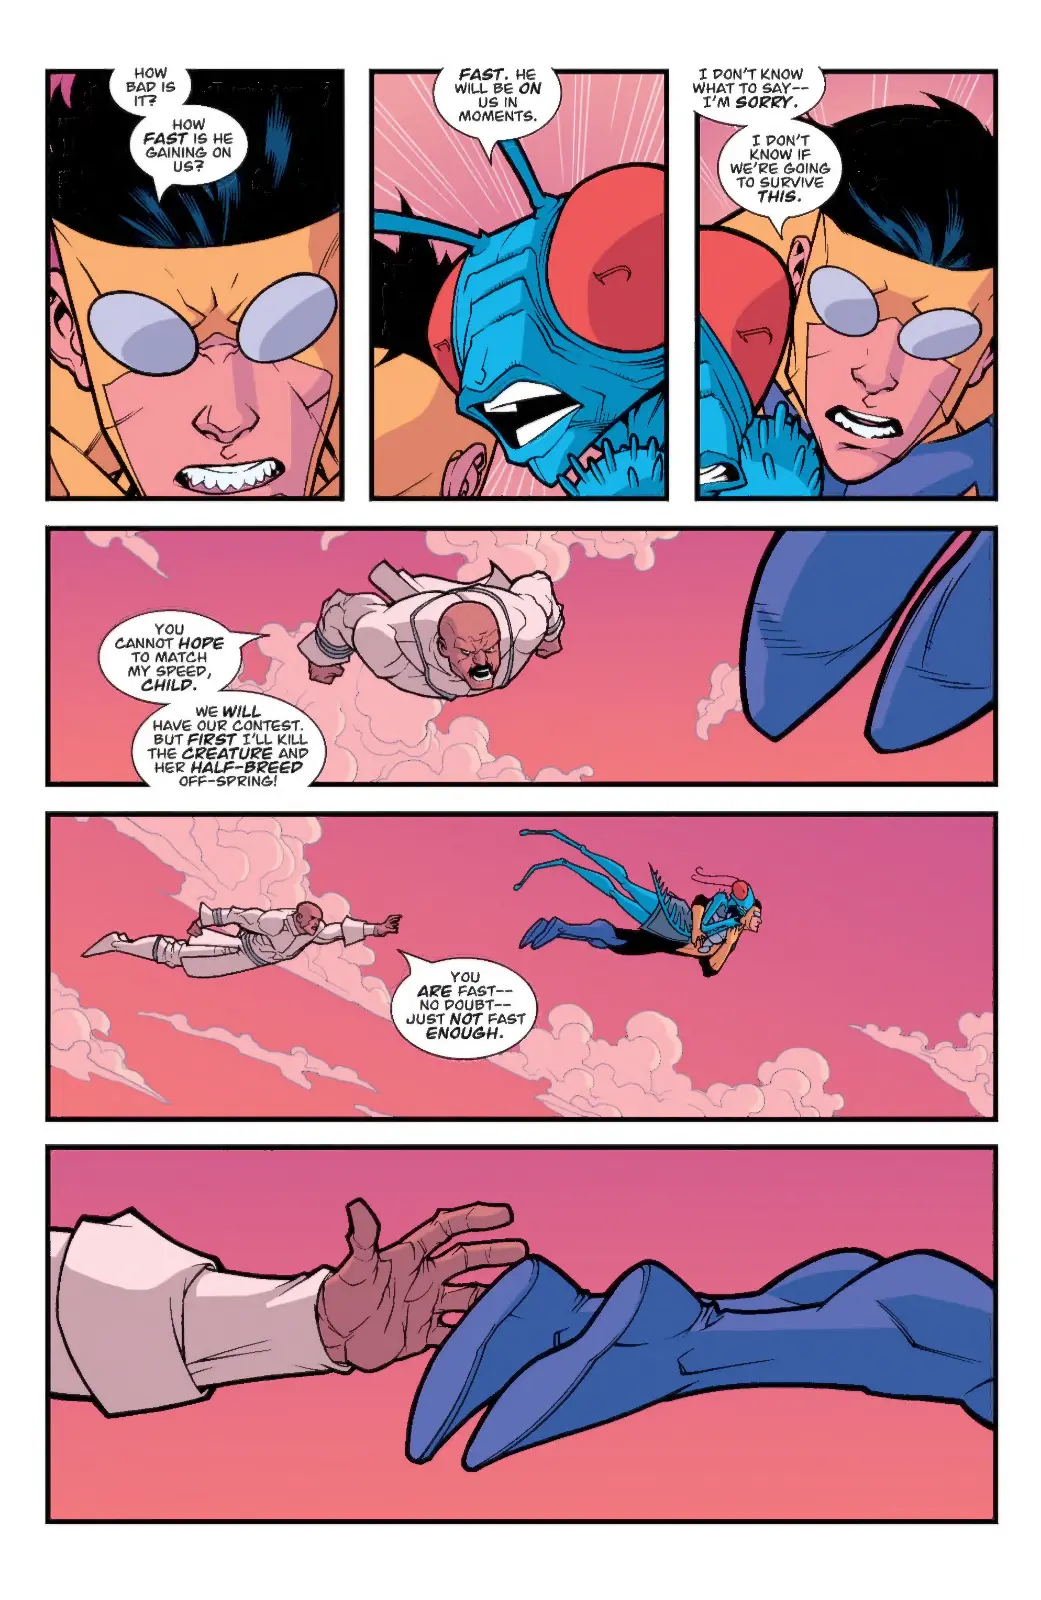 HOW
BAD IS
IT?
HOW
FAST IS HE
GAINING ON
US?
FAST. HE
WILL BE ON
US IN
MOMENTS.
I DON'T KNOW
WHAT TO SAY--
I'M SORRY.
I DON'T
KNOW IF
WE'RE GOING
TO SURVIVE
THIS.
YOU
CANNOT HOPE
TO MATCH
MY SPEED,
CHILD.
WE WILL
HAVE OUR CONTEST.
BUT FIRST I'LL KILL
THE CREATURE AND
HER HALF-BREED
OFF-SPRING!
YOU
ARE FAST--
NO DOUBT--
JUST NOT FAST
ENOUGH.